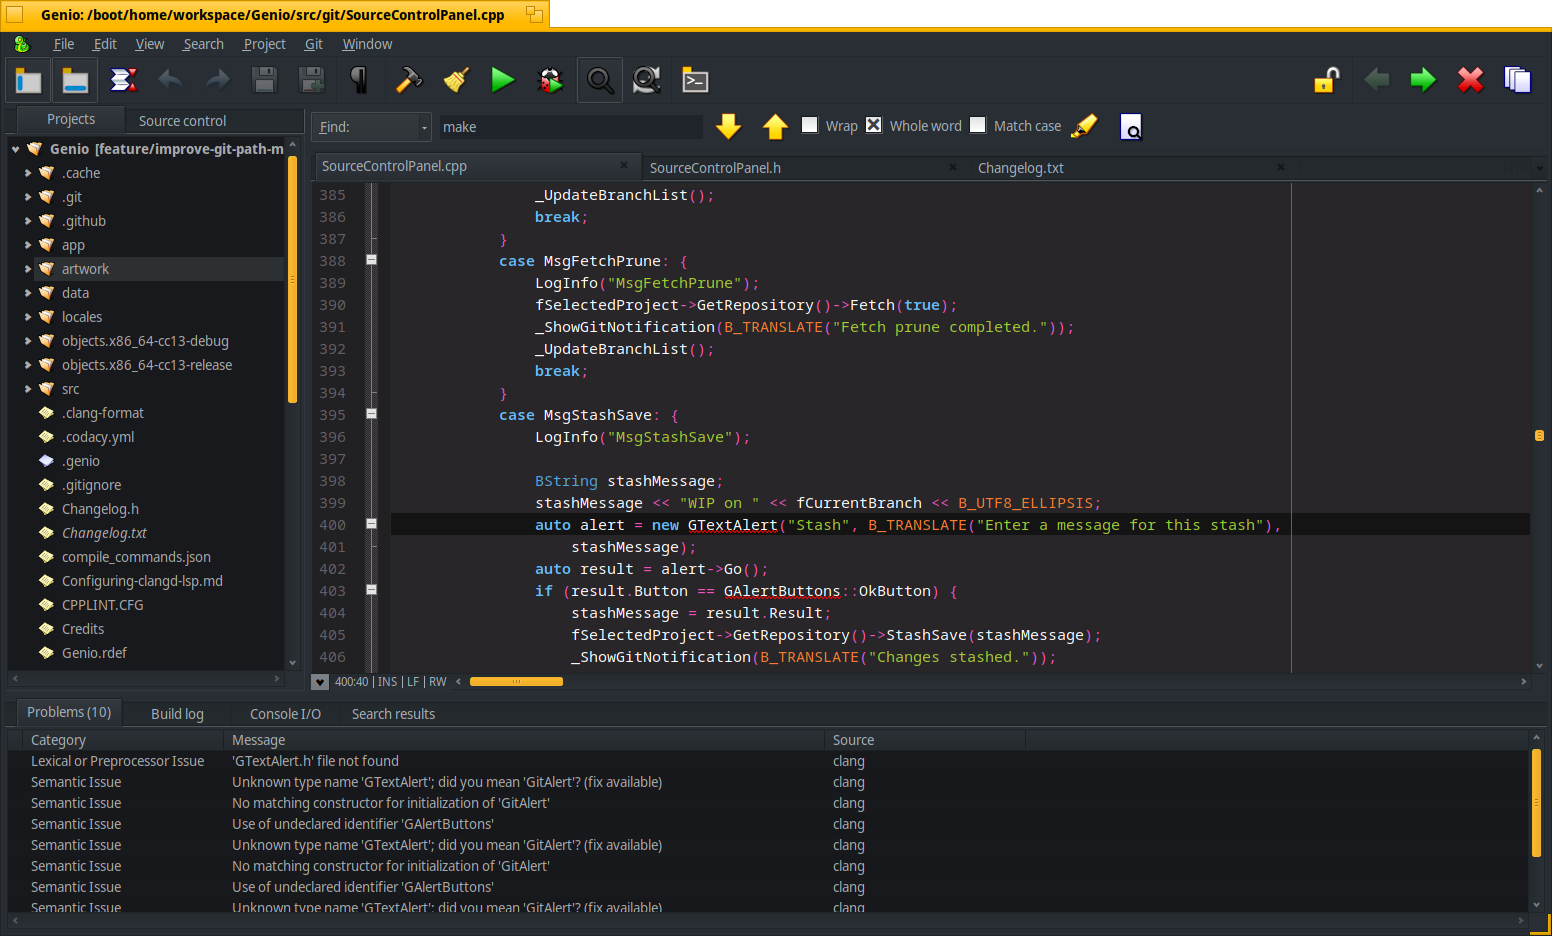 Genio: /boot/home/workspace/Genio/src/git/SourceControlPanel.cpp
File Edit View Search Project Git Window
Projects Source control
Find: make Wrap Whole word Match case
Genio [feature/improve-git-path-m
.cache
.git
.github
app
artwork
data
locales
objects.x86_64-cc13-debug
objects.x86_64-cc13-release
src
.clang-format
.codacy.yml
.genio
.gitignore
Changelog.h
Changelog.txt
compile_commands.json
Configuring-clangd-lsp.md
CPPLINT.CFG
Credits
Genio.rdef
SourceControlPanel.cpp SourceControlPanel.h Changelog.txt
385 _UpdateBranchList();
386 break;
387 }
388 case MsgFetchPrune: {
389 LogInfo("MsgFetchPrune");
390 fSelectedProject->GetRepository()->Fetch(true);
391 _ShowGitNotification(B_TRANSLATE("Fetch prune completed."));
392 _UpdateBranchList();
393 break;
394 }
395 case MsgStashSave: {
396 LogInfo("MsgStashSave");
397
398 BString stashMessage;
399 stashMessage << "WIP on " << fCurrentBranch << B_UTF8_ELLIPSIS;
400 auto alert = new GTextAlert("Stash", B_TRANSLATE("Enter a message for this stash"),
401 stashMessage);
402 auto result = alert->Go();
403 if (result.Button == GAlertButtons::OkButton) {
404 stashMessage = result.Result;
405 fSelectedProject->GetRepository()->StashSave(stashMessage);
406 _ShowGitNotification(B_TRANSLATE("Changes stashed."));
400:40 | INS | LF | RW
Problems (10) Build log Console I/O Search results
Category Message Source
Lexical or Preprocessor Issue 'GTextAlert.h' file not found clang
Semantic Issue Unknown type name 'GTextAlert'; did you mean 'GitAlert'? (fix available) clang
Semantic Issue No matching constructor for initialization of 'GitAlert' clang
Semantic Issue Use of undeclared identifier 'GAlertButtons' clang
Semantic Issue Unknown type name 'GTextAlert'; did you mean 'GitAlert'? (fix available) clang
Semantic Issue No matching constructor for initialization of 'GitAlert' clang
Semantic Issue Use of undeclared identifier 'GAlertButtons' clang
Semantic Issue Unknown type name 'GTextAlert'; did you mean 'GitAlert'? (fix available) clang